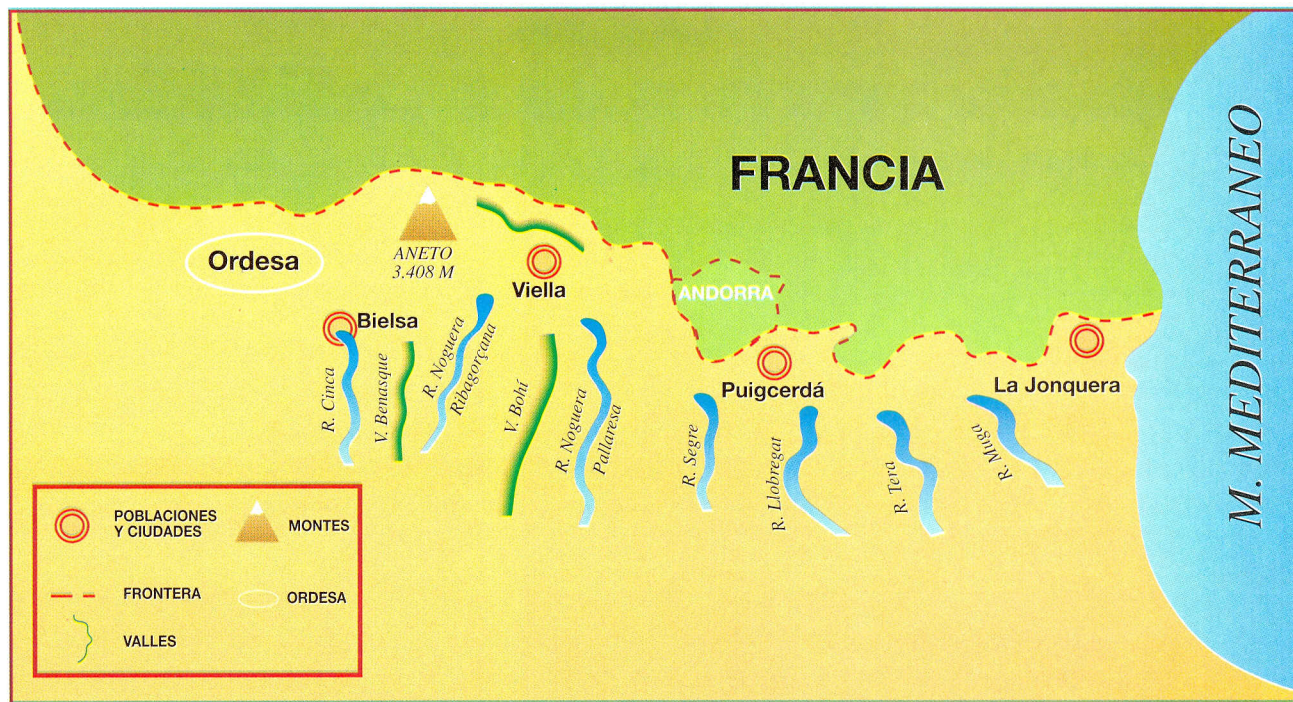 FRANCIA
M. MEDITERRANEO
Ordesa
ANETO
3.408 M
Viella
ANDORRA
Bielsa
Puigcerdá
La Jonquera
R. Cinca
V. Benasque
R. Noguera
Ribagorçana
V. Bohí
R. Noguera
Pallaresa
R. Segre
R. Llobregat
R. Tera
R. Muga
POBLACIONES
Y CIUDADES
MONTES
FRONTERA
ORDESA
VALLES